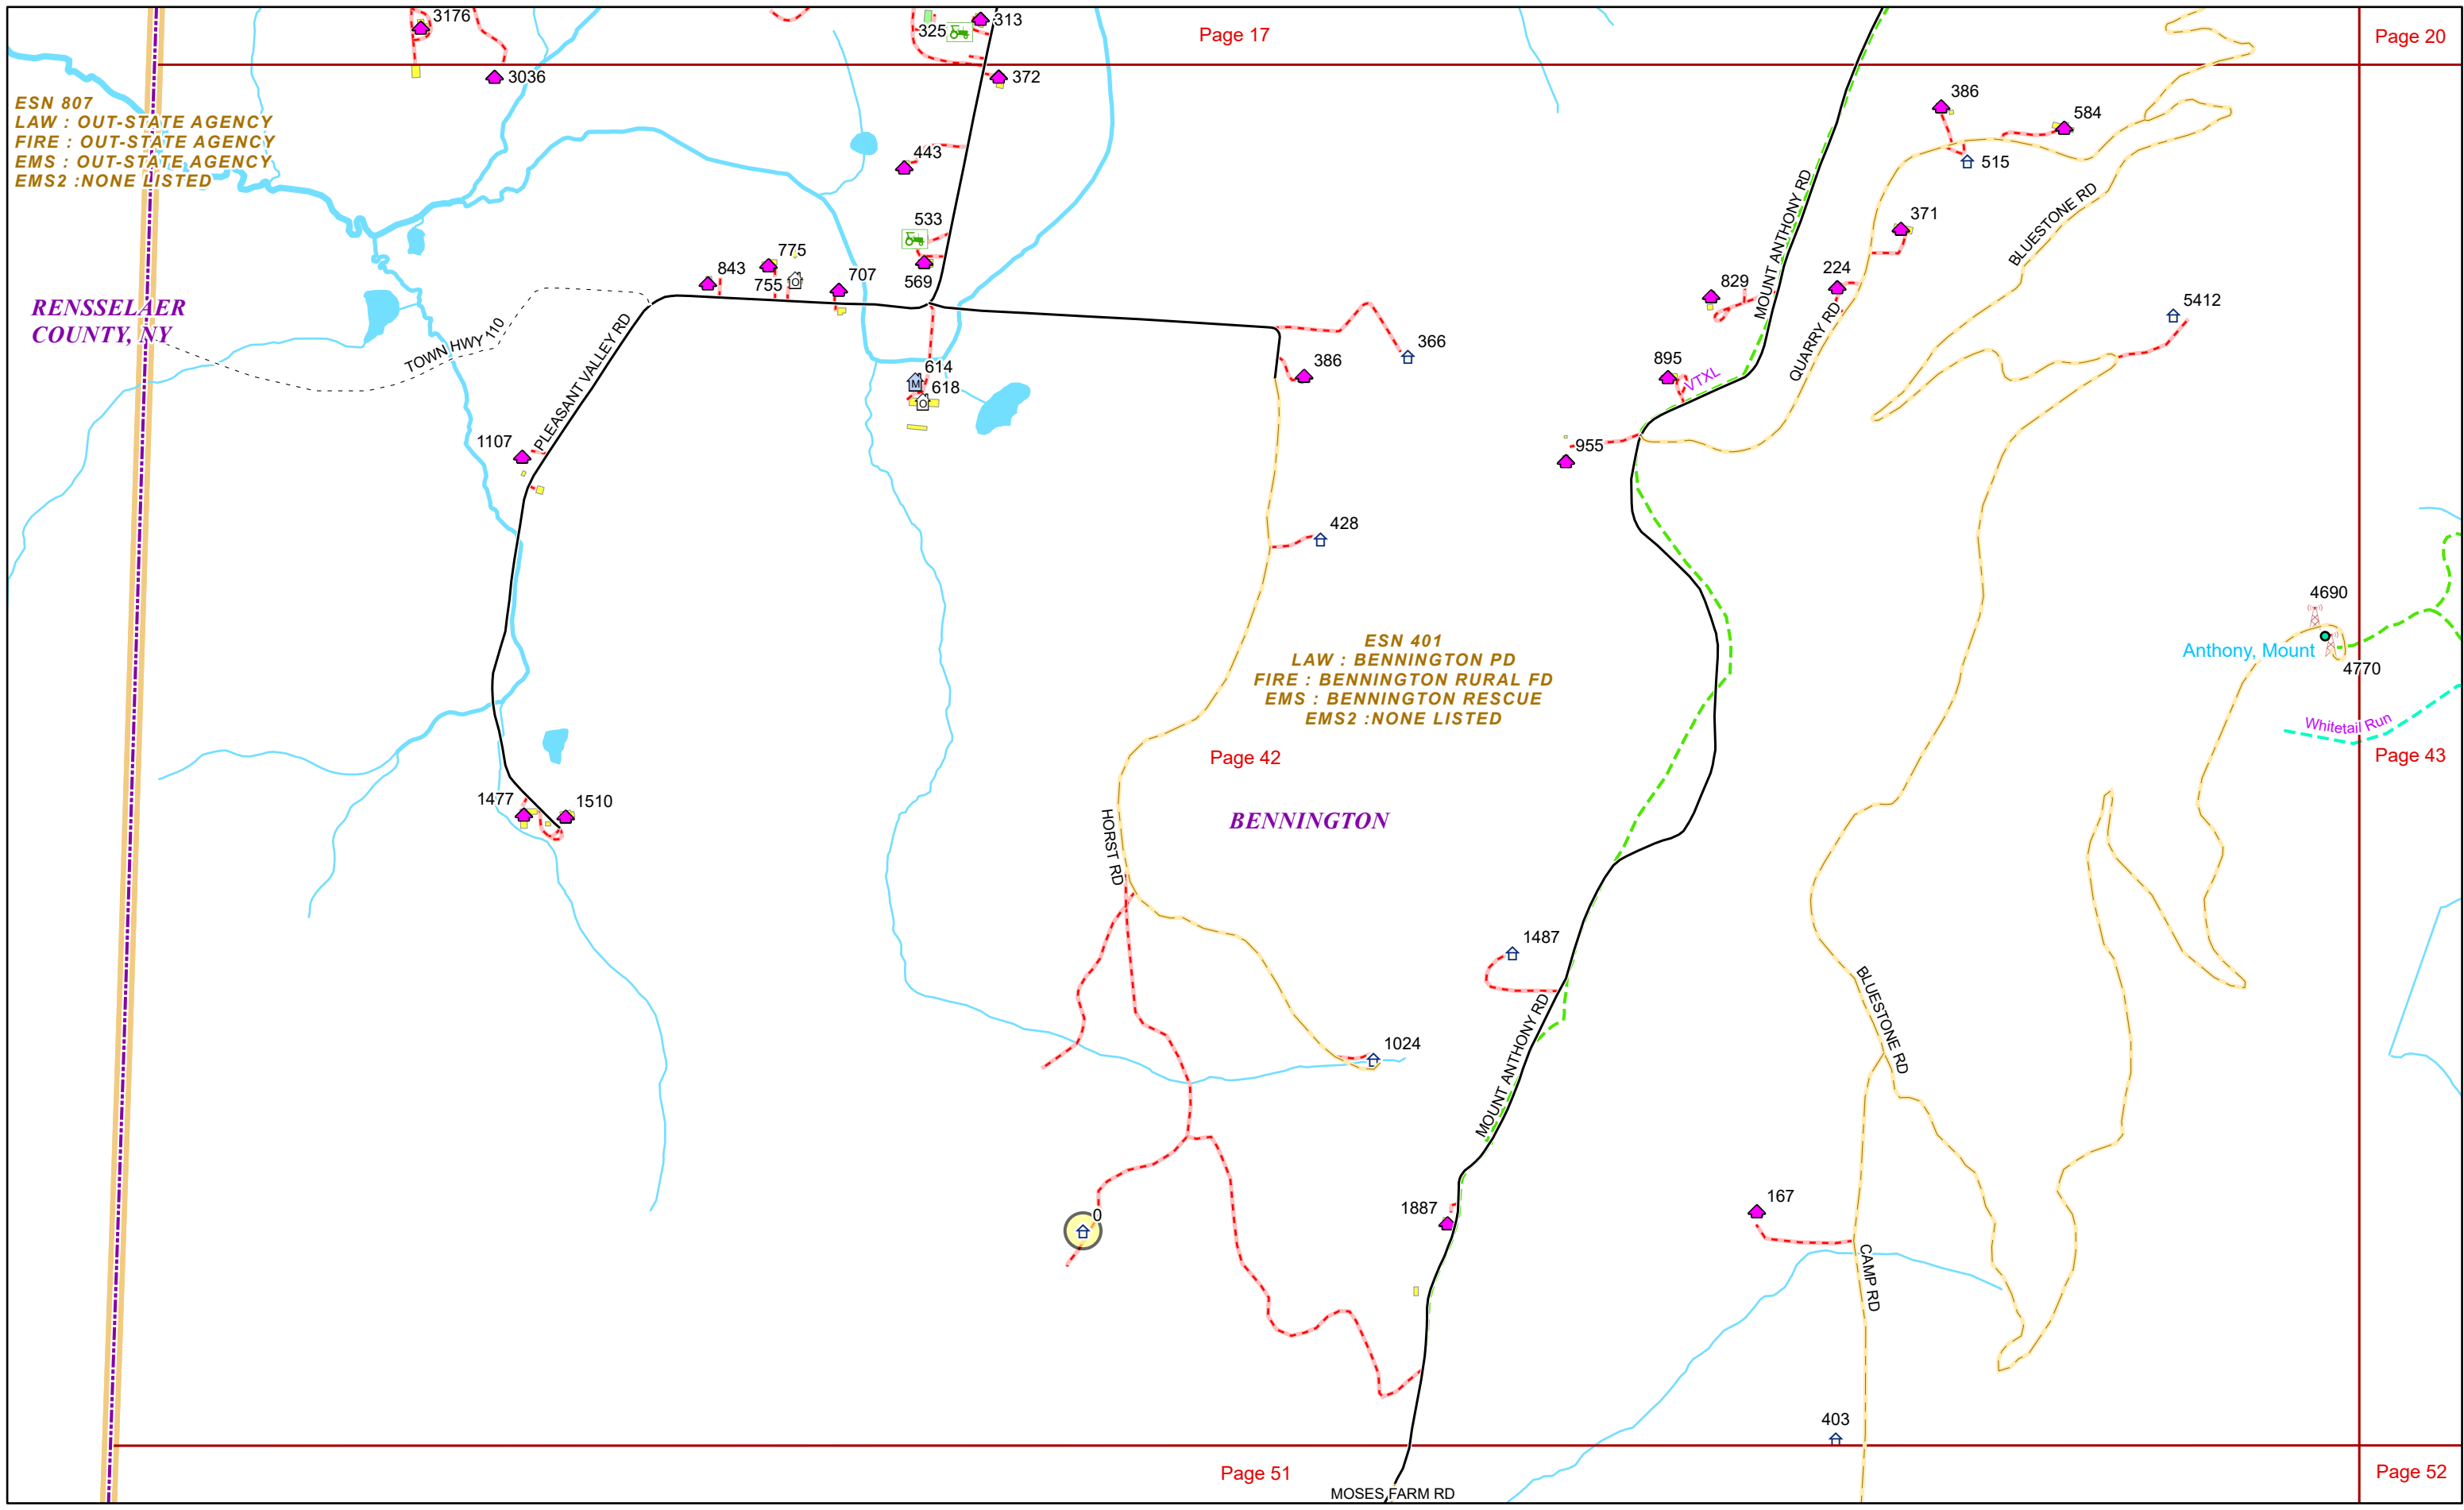 3176
3036
325
313
372
Page 17
Page 20
ESN 807
LAW : OUT-STATE AGENCY
FIRE : OUT-STATE AGENCY
EMS : OUT-STATE AGENCY
EMS2 :NONE LISTED
386
584
515
443
533
569
371
224
MOUNT ANTHONY RD
BLUESTONE RD
QUARRY RD
843
775
755
707
829
5412
RENSSELAER
COUNTY, NY
TOWN HWY 110
PLEASANT VALLEY RD
614
618
366
386
895
VTXL
955
1107
428
4690
Anthony, Mount
4770
ESN 401
LAW : BENNINGTON PD
FIRE : BENNINGTON RURAL FD
EMS : BENNINGTON RESCUE
EMS2 :NONE LISTED
Whitetail Run
Page 42
Page 43
1477
1510
BENNINGTON
HORST RD
1487
1024
MOUNT ANTHONY RD
BLUESTONE RD
0
1887
167
CAMP RD
403
Page 51
Page 52
MOSES FARM RD
M
O
O